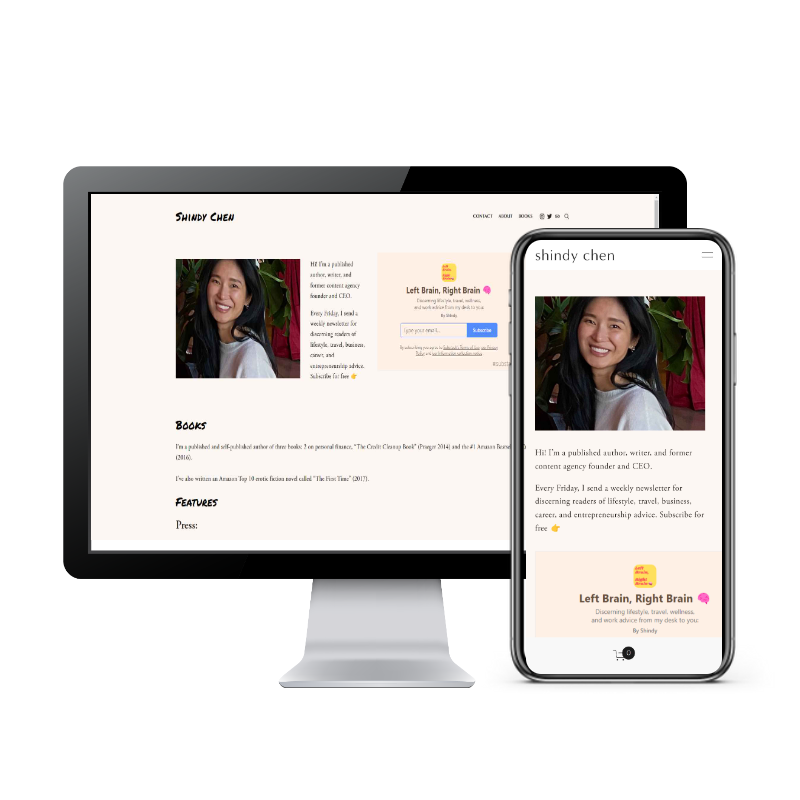 Shindy Chen
CONTACT ABOUT BOOKS
Hi! I'm a published
author, writer, and
former content agency
founder and CEO.
Every Friday, I send a
weekly newsletter for
discerning readers of
lifestyle, travel, business,
career, and
entrepreneurship advice.
Subscribe for free 👉
Left Brain, Right Brain 🧠
Discerning lifestyle, travel, wellness,
and work advice from my desk to you
By Shindy
Type your email...
Subscribe
Books
I'm a published and self-published author of three books: 2 on personal finance, "The Credit Cleanup Book" (Praeger 2014) and the #1 Amazon
(2016).
I've also written an Amazon Top 10 erotic fiction novel called "The First Time" (2017).
Features
Press:
shindy chen
Hi! I'm a published author, writer, and former
content agency founder and CEO.
Every Friday, I send a weekly newsletter for
discerning readers of lifestyle, travel, business,
career, and entrepreneurship advice. Subscribe for
free 👉
Left Brain, Right Brain 🧠
Discerning lifestyle, travel, wellness,
and work advice from my desk to you
By Shindy
0